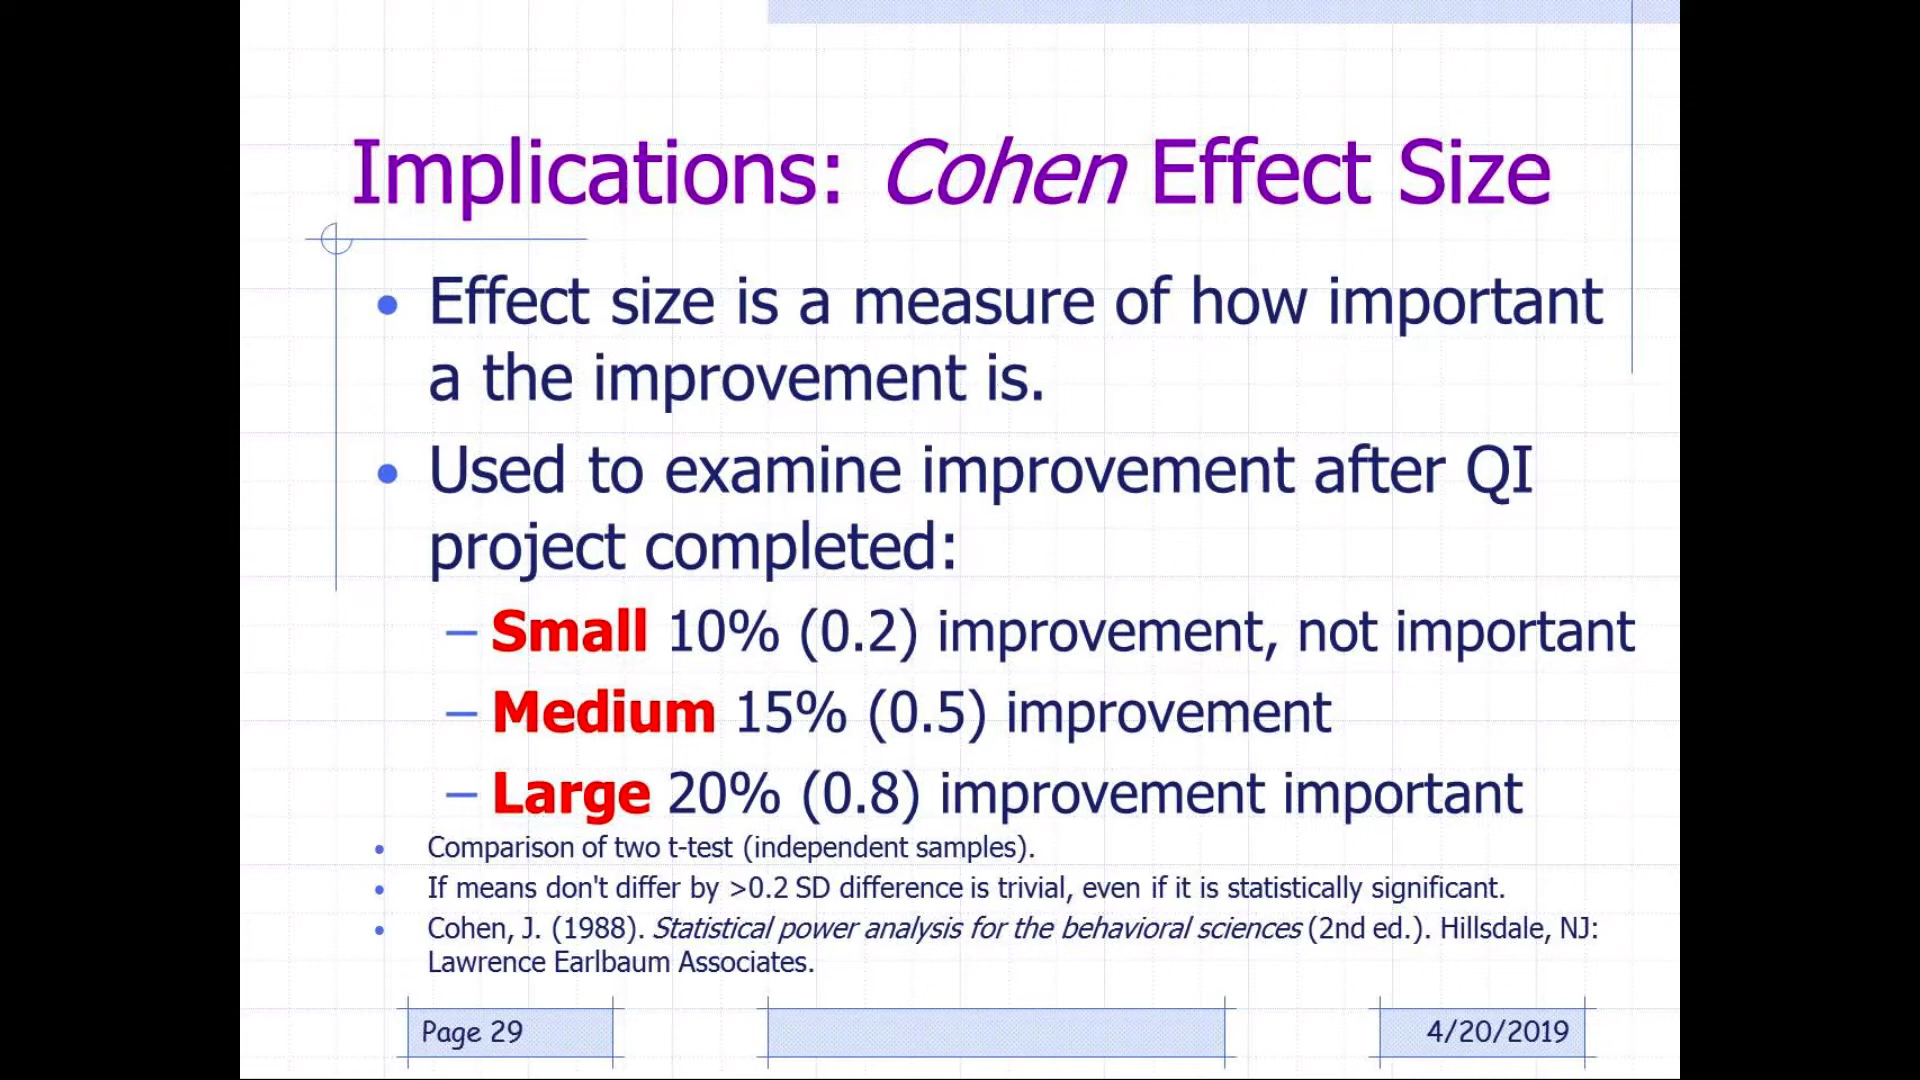 Implications: Cohen Effect Size
• Effect size is a measure of how important
a the improvement is.
• Used to examine improvement after QI
project completed:
– Small 10% (0.2) improvement, not important
– Medium 15% (0.5) improvement
– Large 20% (0.8) improvement important
• Comparison of two t-test (independent samples).
• If means don't differ by >0.2 SD difference is trivial, even if it is statistically significant.
• Cohen, J. (1988). Statistical power analysis for the behavioral sciences (2nd ed.). Hillsdale, NJ:
Lawrence Earlbaum Associates.
Page 29
4/20/2019